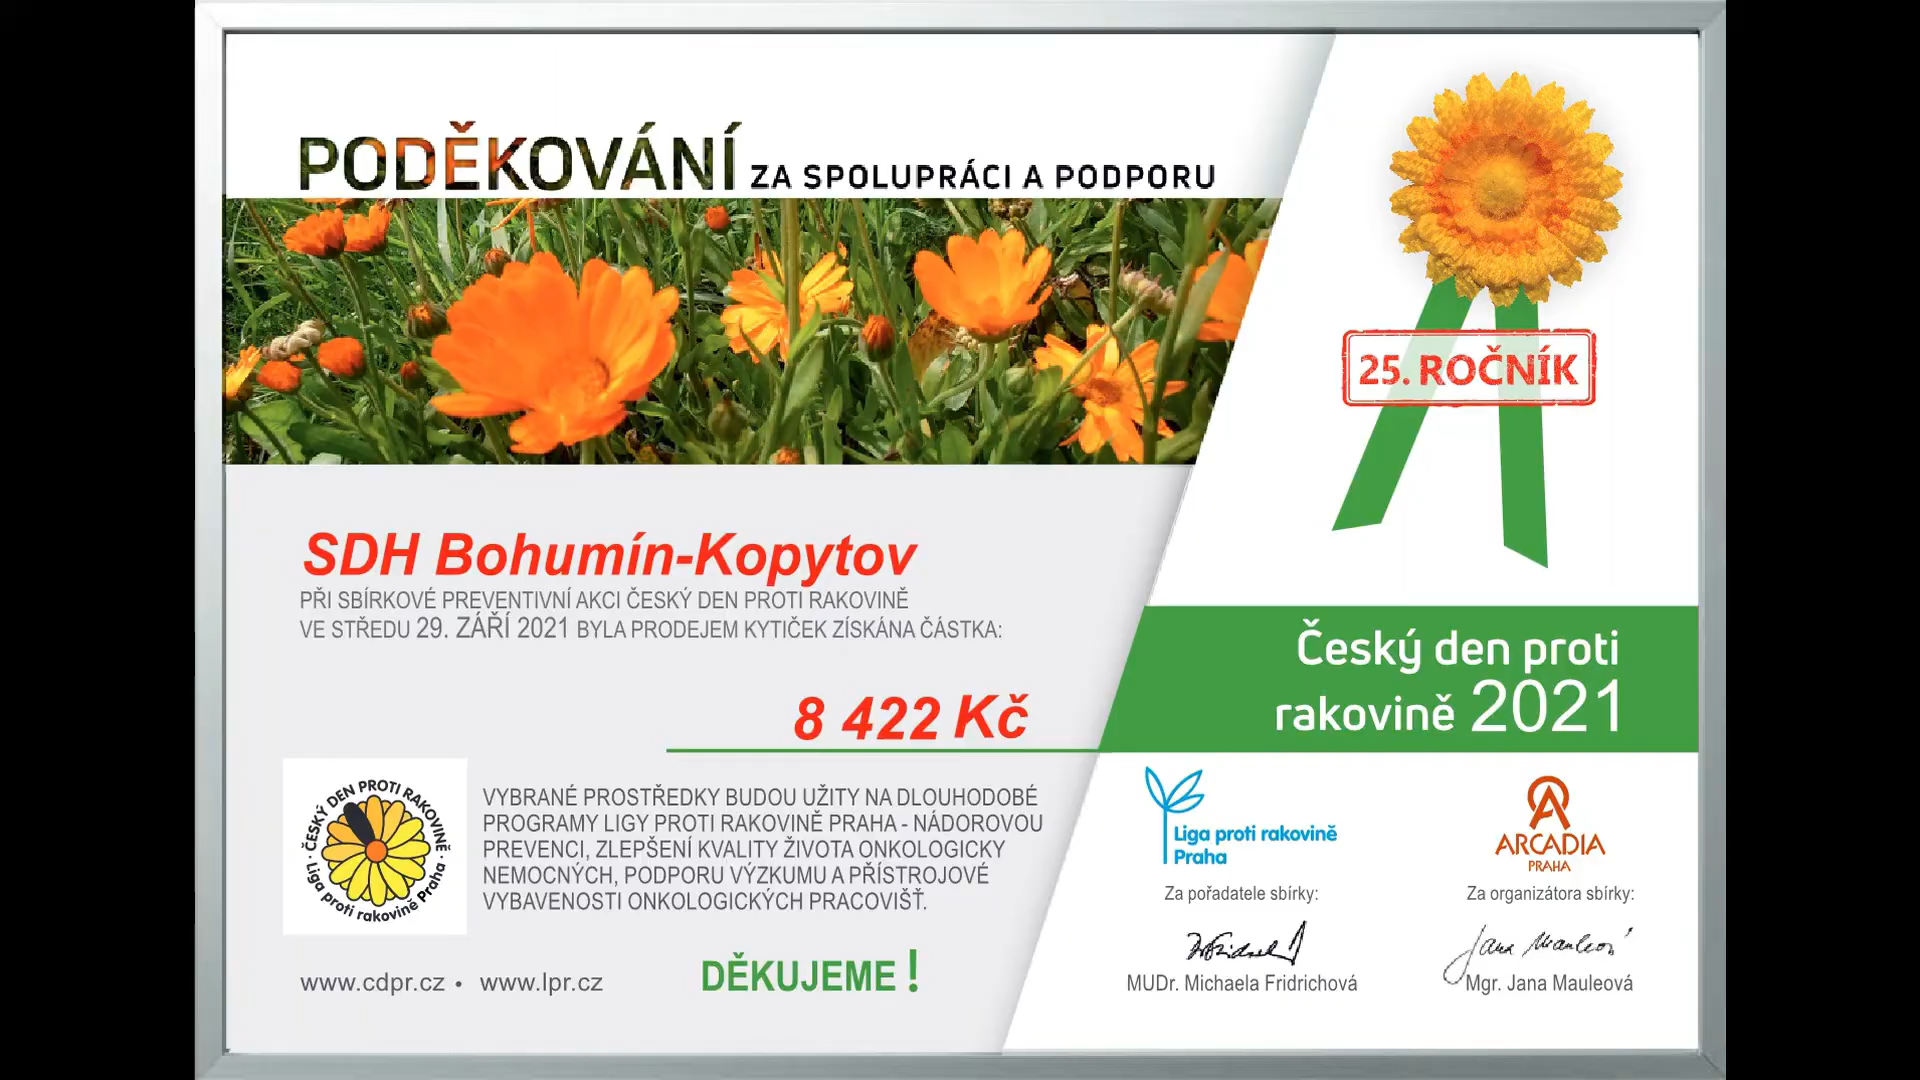 PODĚKOVÁNÍ ZA SPOLUPRÁCI A PODPORU
25. ROČNÍK
SDH Bohumín-Kopytov
PŘI SBÍRKOVÉ PREVENTIVNÍ AKCI ČESKÝ DEN PROTI RAKOVINĚ
VE STŘEDU 29. ZÁŘÍ 2021 BYLA PRODEJEM KYTIČEK ZÍSKÁNA ČÁSTKA:
8 422 Kč
Český den proti
rakovině 2021
ČESKÝ DEN PROTI RAKOVINĚ
Liga proti rakovině Praha
VYBRANÉ PROSTŘEDKY BUDOU UŽITY NA DLOUHODOBÉ
PROGRAMY LIGY PROTI RAKOVINĚ PRAHA - NÁDOROVOU
PREVENCI, ZLEPŠENÍ KVALITY ŽIVOTA ONKOLOGICKY
NEMOCNÝCH, PODPORU VÝZKUMU A PŘÍSTROJOVÉ
VYBAVENOSTI ONKOLOGICKÝCH PRACOVIŠŤ.
www.cdpr.cz • www.lpr.cz
DĚKUJEME !
Liga proti rakovině
Praha
Za pořadatele sbírky:
MUDr. Michaela Fridrichová
ARCADIA
PRAHA
Za organizátora sbírky:
Jana Mauleová
Mgr. Jana Mauleová